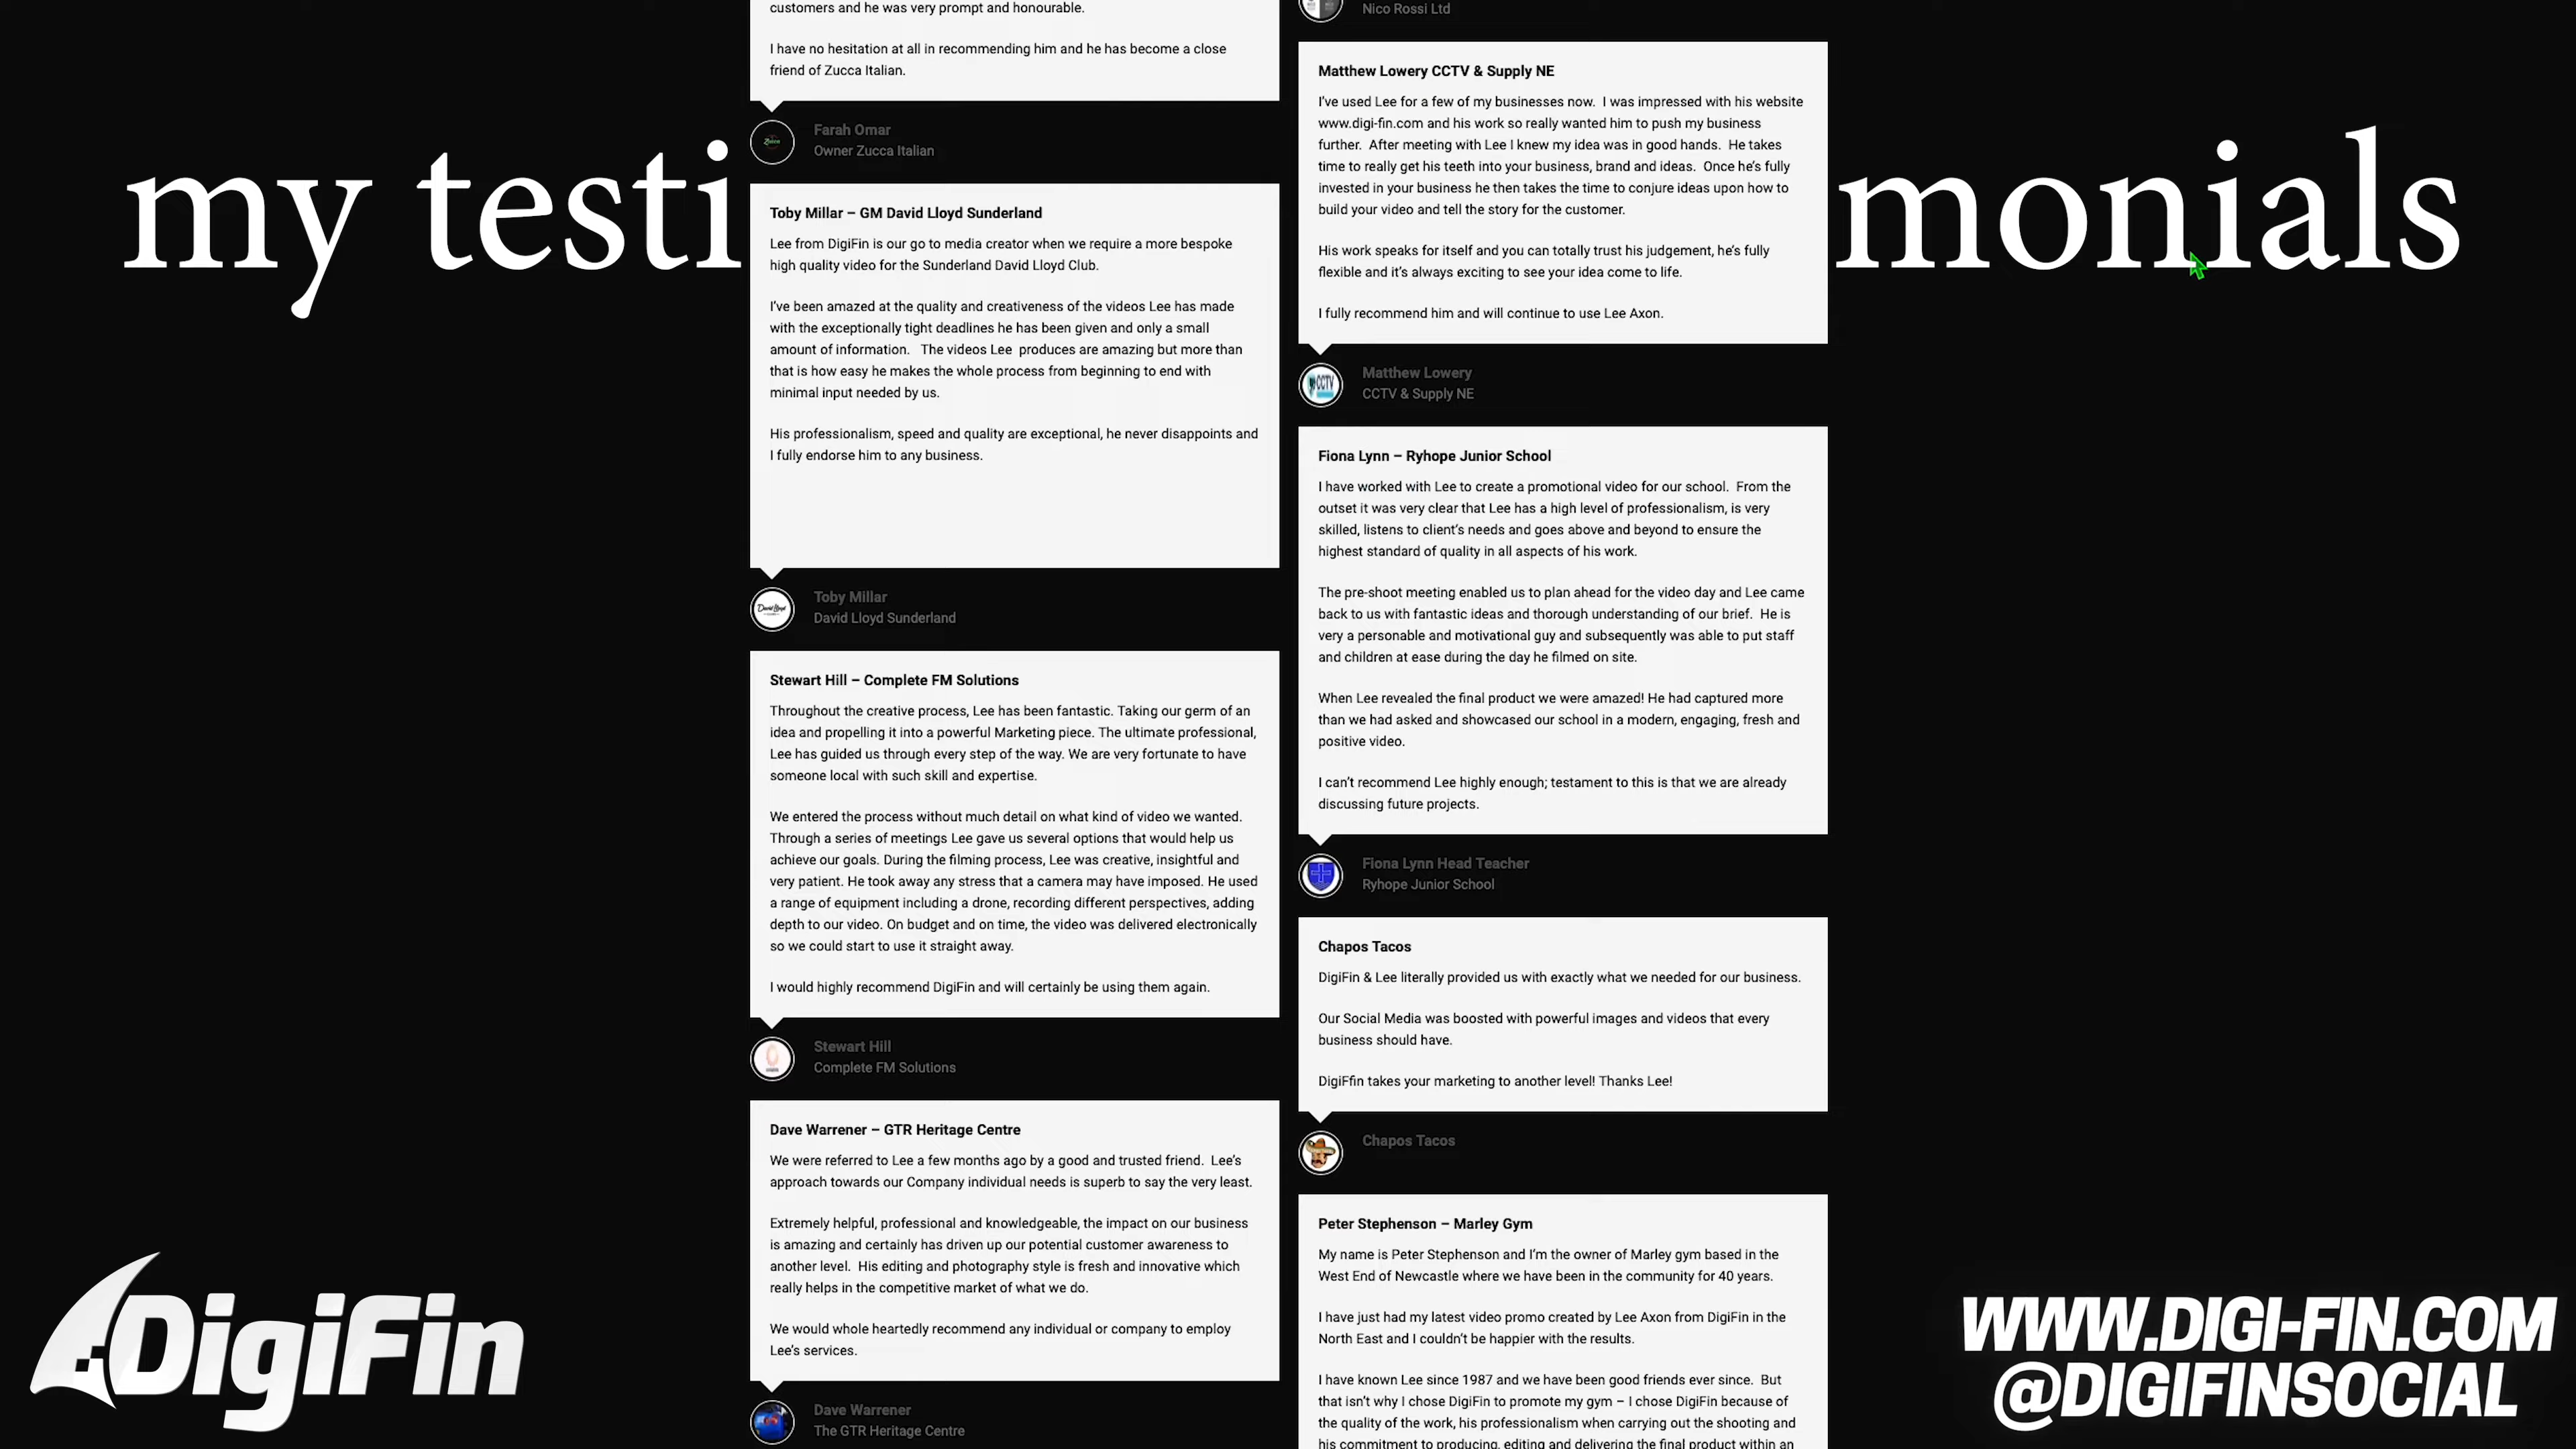 my testimonials
customers and he was very prompt and honourable.
I have no hesitation at all in recommending him and he has become a close
friend of Zucca Italian.
Farah Omar
Owner Zucca Italian
Toby Millar – GM David Lloyd Sunderland
Lee from DigiFin is our go to media creator when we require a more bespoke
high quality video for the Sunderland David Lloyd Club.
I've been amazed at the quality and creativeness of the videos Lee has made
with the exceptionally tight deadlines he has been given and only a small
amount of information.   The videos Lee  produces are amazing but more than
that is how easy he makes the whole process from beginning to end with
minimal input needed by us.
His professionalism, speed and quality are exceptional, he never disappoints and
I fully endorse him to any business.
David Lloyd
Toby Millar
David Lloyd Sunderland
Stewart Hill – Complete FM Solutions
Throughout the creative process, Lee has been fantastic. Taking our germ of an
idea and propelling it into a powerful Marketing piece. The ultimate professional,
Lee has guided us through every step of the way. We are very fortunate to have
someone local with such skill and expertise.
We entered the process without much detail on what kind of video we wanted.
Through a series of meetings Lee gave us several options that would help us
achieve our goals. During the filming process, Lee was creative, insightful and
very patient. He took away any stress that a camera may have imposed. He used
a range of equipment including a drone, recording different perspectives, adding
depth to our video. On budget and on time, the video was delivered electronically
so we could start to use it straight away.
I would highly recommend DigiFin and will certainly be using them again.
Stewart Hill
Complete FM Solutions
Dave Warrener – GTR Heritage Centre
We were referred to Lee a few months ago by a good and trusted friend.  Lee's
approach towards our Company individual needs is superb to say the very least.
Extremely helpful, professional and knowledgeable, the impact on our business
is amazing and certainly has driven up our potential customer awareness to
another level.  His editing and photography style is fresh and innovative which
really helps in the competitive market of what we do.
We would whole heartedly recommend any individual or company to employ
Lee's services.
Dave Warrener
The GTR Heritage Centre
Nico Rossi Ltd
Matthew Lowery CCTV & Supply NE
I've used Lee for a few of my businesses now.  I was impressed with his website
www.digi-fin.com and his work so really wanted him to push my business
further.  After meeting with Lee I knew my idea was in good hands.  He takes
time to really get his teeth into your business, brand and ideas.  Once he's fully
invested in your business he then takes the time to conjure ideas upon how to
build your video and tell the story for the customer.
His work speaks for itself and you can totally trust his judgement, he's fully
flexible and it's always exciting to see your idea come to life.
I fully recommend him and will continue to use Lee Axon.
CCTV
Matthew Lowery
CCTV & Supply NE
Fiona Lynn – Ryhope Junior School
I have worked with Lee to create a promotional video for our school.  From the
outset it was very clear that Lee has a high level of professionalism, is very
skilled, listens to client's needs and goes above and beyond to ensure the
highest standard of quality in all aspects of his work.
The pre-shoot meeting enabled us to plan ahead for the video day and Lee came
back to us with fantastic ideas and thorough understanding of our brief.  He is
very a personable and motivational guy and subsequently was able to put staff
and children at ease during the day he filmed on site.
When Lee revealed the final product we were amazed! He had captured more
than we had asked and showcased our school in a modern, engaging, fresh and
positive video.
I can't recommend Lee highly enough; testament to this is that we are already
discussing future projects.
Fiona Lynn Head Teacher
Ryhope Junior School
Chapos Tacos
DigiFin & Lee literally provided us with exactly what we needed for our business.
Our Social Media was boosted with powerful images and videos that every
business should have.
DigiFfin takes your marketing to another level! Thanks Lee!
Chapos Tacos
Peter Stephenson – Marley Gym
My name is Peter Stephenson and I'm the owner of Marley gym based in the
West End of Newcastle where we have been in the community for 40 years.
I have just had my latest video promo created by Lee Axon from DigiFin in the
North East and I couldn't be happier with the results.
I have known Lee since 1987 and we have been good friends ever since.  But
that isn't why I chose DigiFin to promote my gym – I chose DigiFin because of
the quality of the work, his professionalism when carrying out the shooting and
his commitment to producing, editing and delivering the final product within an
DigiFin
WWW.DIGI-FIN.COM
@DIGIFINSOCIAL